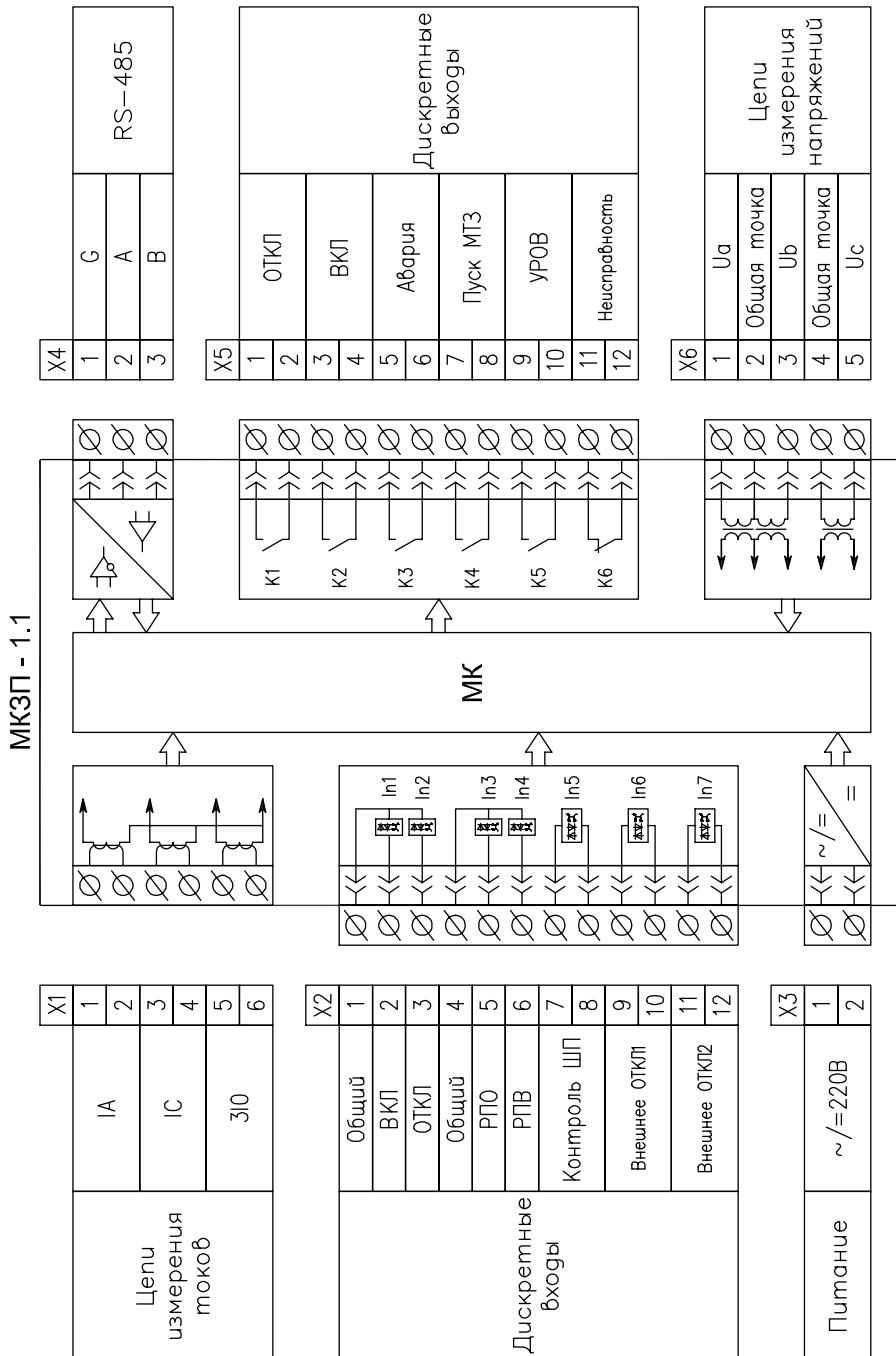 МКЗП - 1.1
X1
Цепи
измерения
токов
IA
1
2
IC
3
4
3I0
5
6
X2
Дискретные
входы
Общий
1
ВКЛ
2
ОТКЛ
3
Общий
4
РПО
5
РПВ
6
Контроль ШП
7
8
Внешнее ОТКЛ1
9
10
Внешнее ОТКЛ2
11
12
X3
Питание
~/=220В
1
2
In1
In2
In3
In4
In5
In6
In7
~/=
=
МК
K1
K2
K3
K4
K5
K6
X4
1
G
2
A
3
B
RS-485
X5
1
2
ОТКЛ
3
4
ВКЛ
5
6
Авария
7
8
Пуск МТЗ
9
10
УРОВ
11
12
Неисправность
Дискретные
выходы
X6
1
Ua
2
Общая точка
3
Ub
4
Общая точка
5
Uc
Цепи
измерения
напряжений